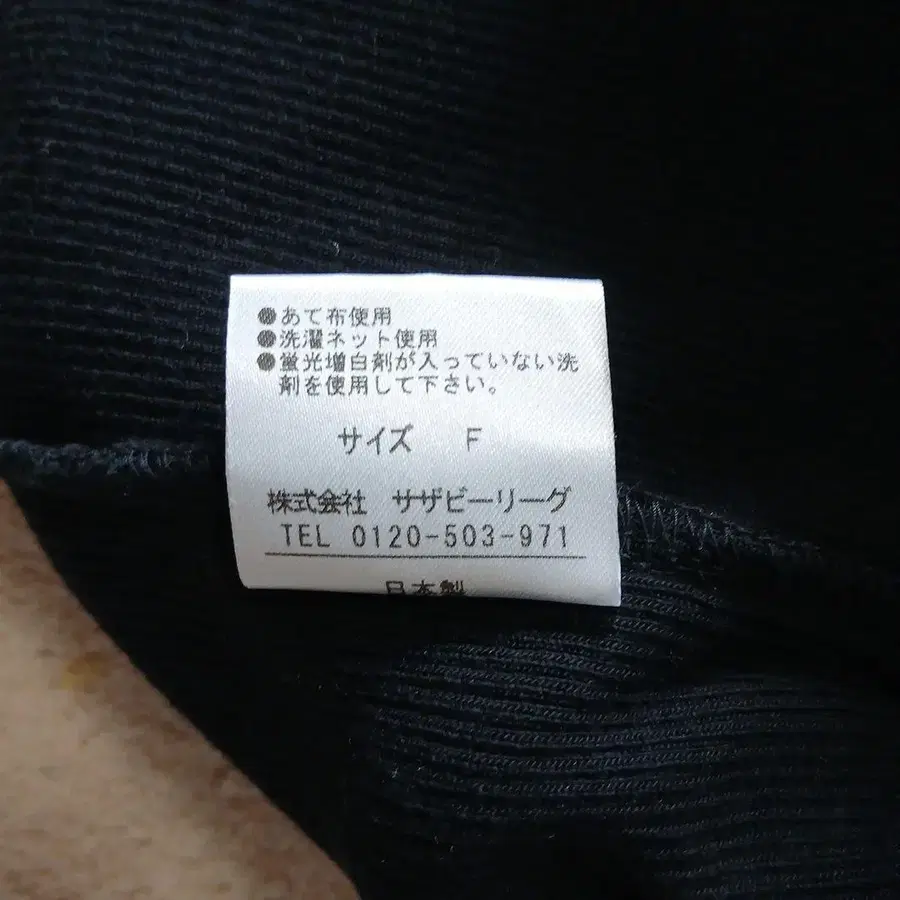 ●あて布使用
●洗濯ネット使用
●蛍光増白剤が入っていない洗
剤を使用して下さい。
サイズ F
株式会社 サザビーリーグ
TEL 0120-503-971
日本製